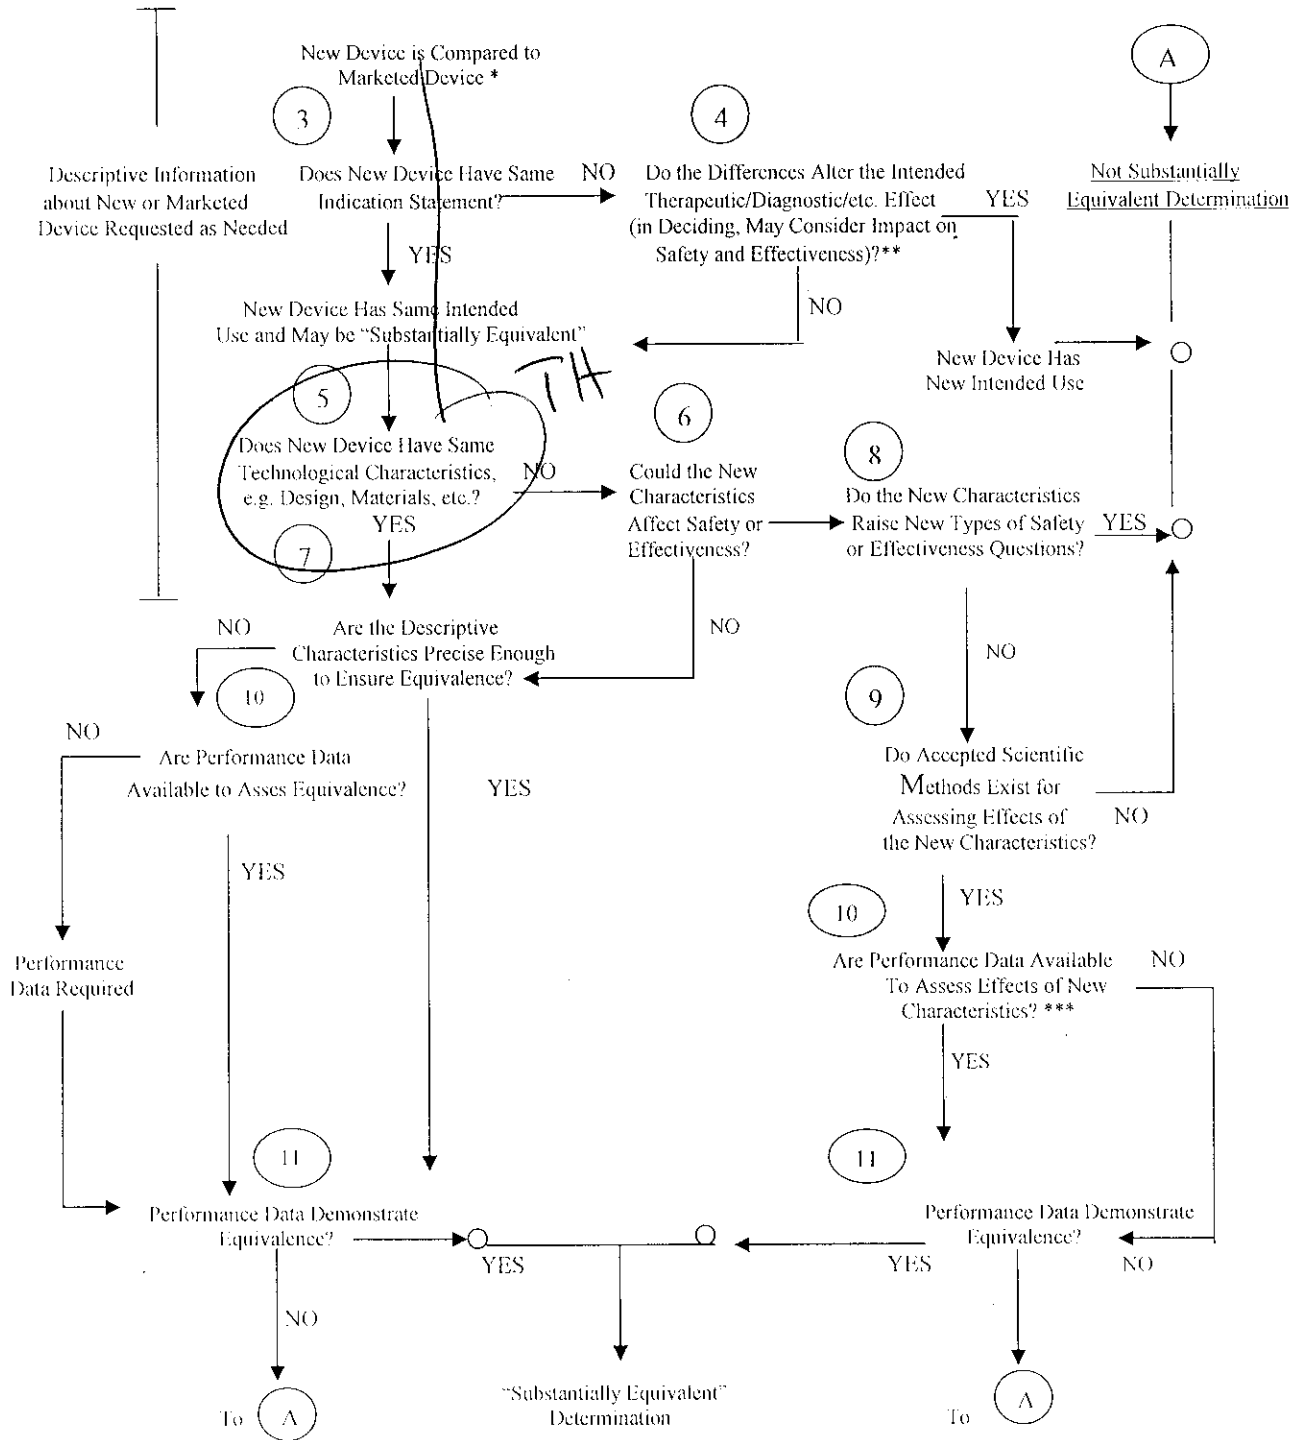 New Device is Compared to
Marketed Device *
A
3
4
Descriptive Information
about New or Marketed
Device Requested as Needed
Does New Device Have Same
Indication Statement?
NO
Do the Differences Alter the Intended
Therapeutic/Diagnostic/etc. Effect
(in Deciding, May Consider Impact on
Safety and Effectiveness)?**
YES
Not Substantially
Equivalent Determination
YES
NO
New Device Has Same Intended
Use and May be “Substantially Equivalent”
New Device Has
New Intended Use
TH
5
6
8
Does New Device Have Same
Technological Characteristics,
e.g. Design, Materials, etc.?
NO
Could the New
Characteristics
Affect Safety or
Effectiveness?
Do the New Characteristics
Raise New Types of Safety
or Effectiveness Questions?
YES
YES
7
NO
Are the Descriptive
Characteristics Precise Enough
to Ensure Equivalence?
NO
NO
10
9
NO
Are Performance Data
Available to Asses Equivalence?
YES
Do Accepted Scientific
Methods Exist for
Assessing Effects of
the New Characteristics?
NO
YES
YES
10
Performance
Data Required
Are Performance Data Available
To Assess Effects of New
Characteristics? ***
NO
YES
11
11
Performance Data Demonstrate
Equivalence?
YES
Performance Data Demonstrate
Equivalence?
YES
NO
NO
To
A
“Substantially Equivalent”
Determination
To
A